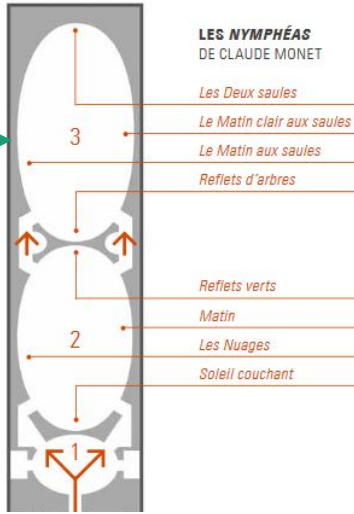 LES NYMPHÉAS
DE CLAUDE MONET
Les Deux saules
Le Matin clair aux saules
Le Matin aux saules
Reflets d'arbres
Reflets verts
Matin
Les Nuages
Soleil couchant
3
2
1